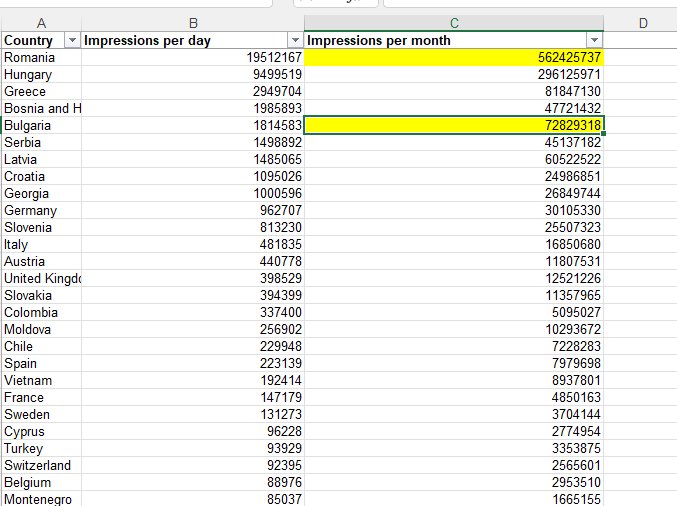 A B C D
Country Impressions per day Impressions per month
Romania 19512167 562425737
Hungary 9499519 296125971
Greece 2949704 81847130
Bosnia and H 1985893 47721432
Bulgaria 1814583 72829318
Serbia 1498892 45137182
Latvia 1485065 60522522
Croatia 1095026 24986851
Georgia 1000596 26849744
Germany 962707 30105330
Slovenia 813230 25507323
Italy 481835 16850680
Austria 440778 11807531
United Kingdo 398529 12521226
Slovakia 394399 11357965
Colombia 337400 5095027
Moldova 256902 10293672
Chile 229948 7228283
Spain 223139 7979698
Vietnam 192414 8937801
France 147179 4850163
Sweden 131273 3704144
Cyprus 96228 2774954
Turkey 93929 3353875
Switzerland 92395 2565601
Belgium 88976 2953510
Montenegro 85037 1665155